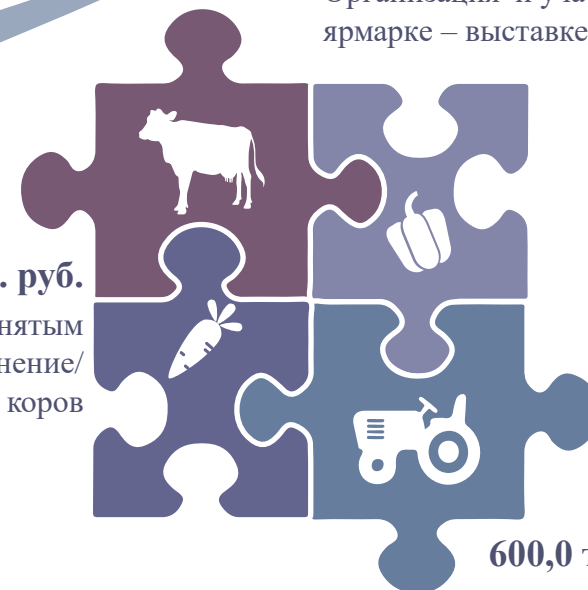 ярмарке – выставке
. руб.
нятым
нение/
коров
600,0 т